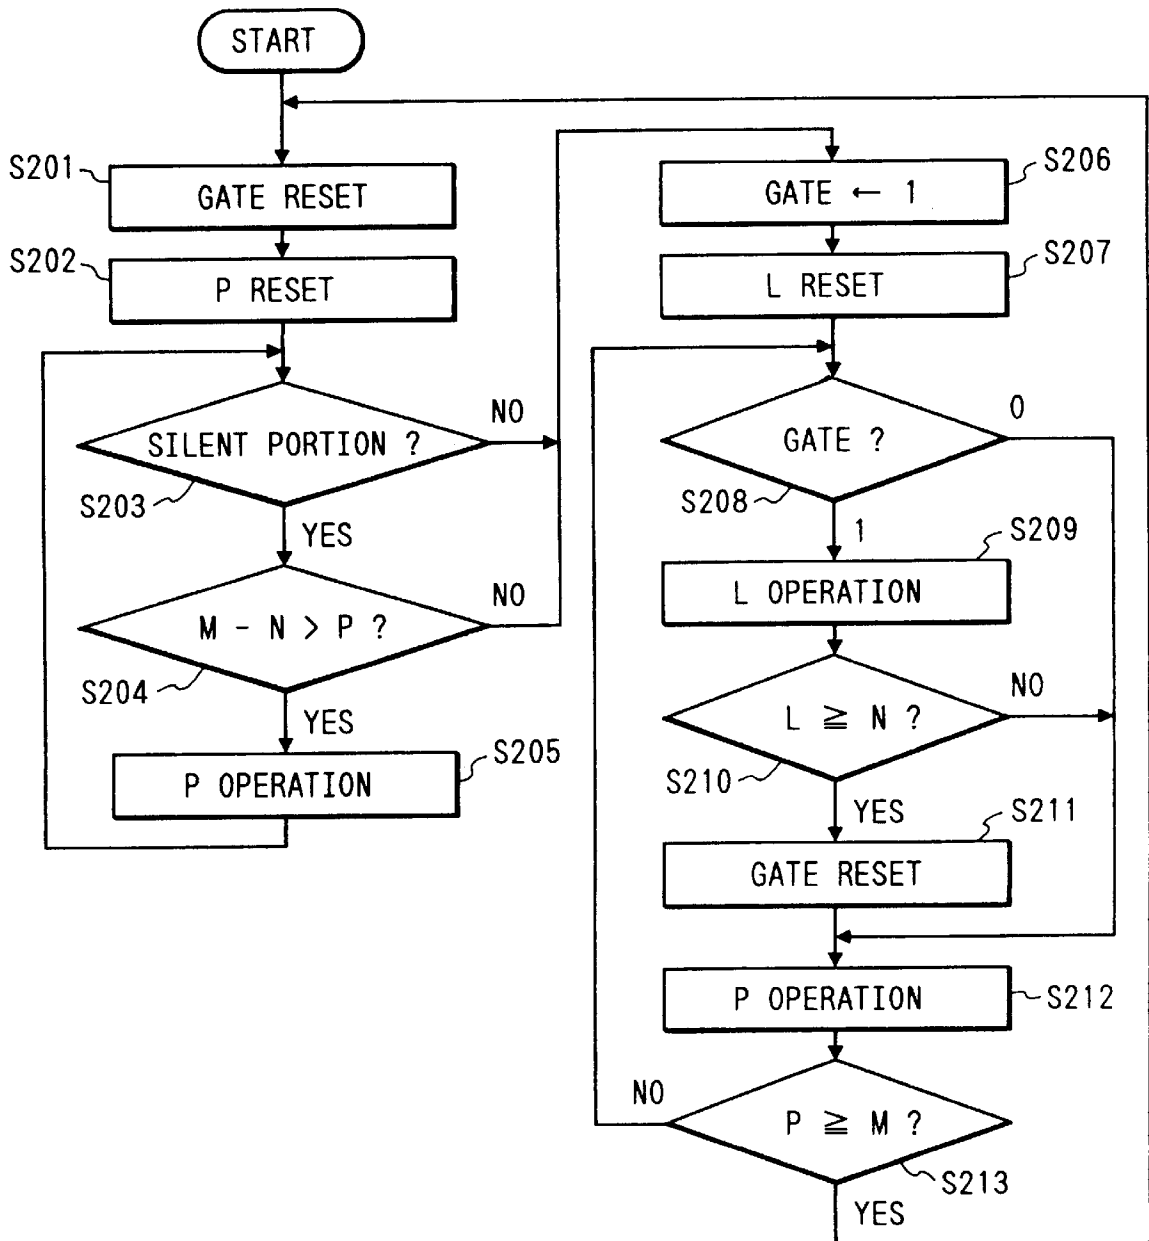 START
S201
GATE RESET
S202
P RESET
SILENT PORTION ?
NO
S203
YES
M - N > P ?
NO
S204
YES
P OPERATION
S205
GATE ← 1
S206
L RESET
S207
GATE ?
0
S208
1
L OPERATION
S209
L ≧ N ?
NO
S210
YES
GATE RESET
S211
P OPERATION
S212
P ≧ M ?
NO
S213
YES